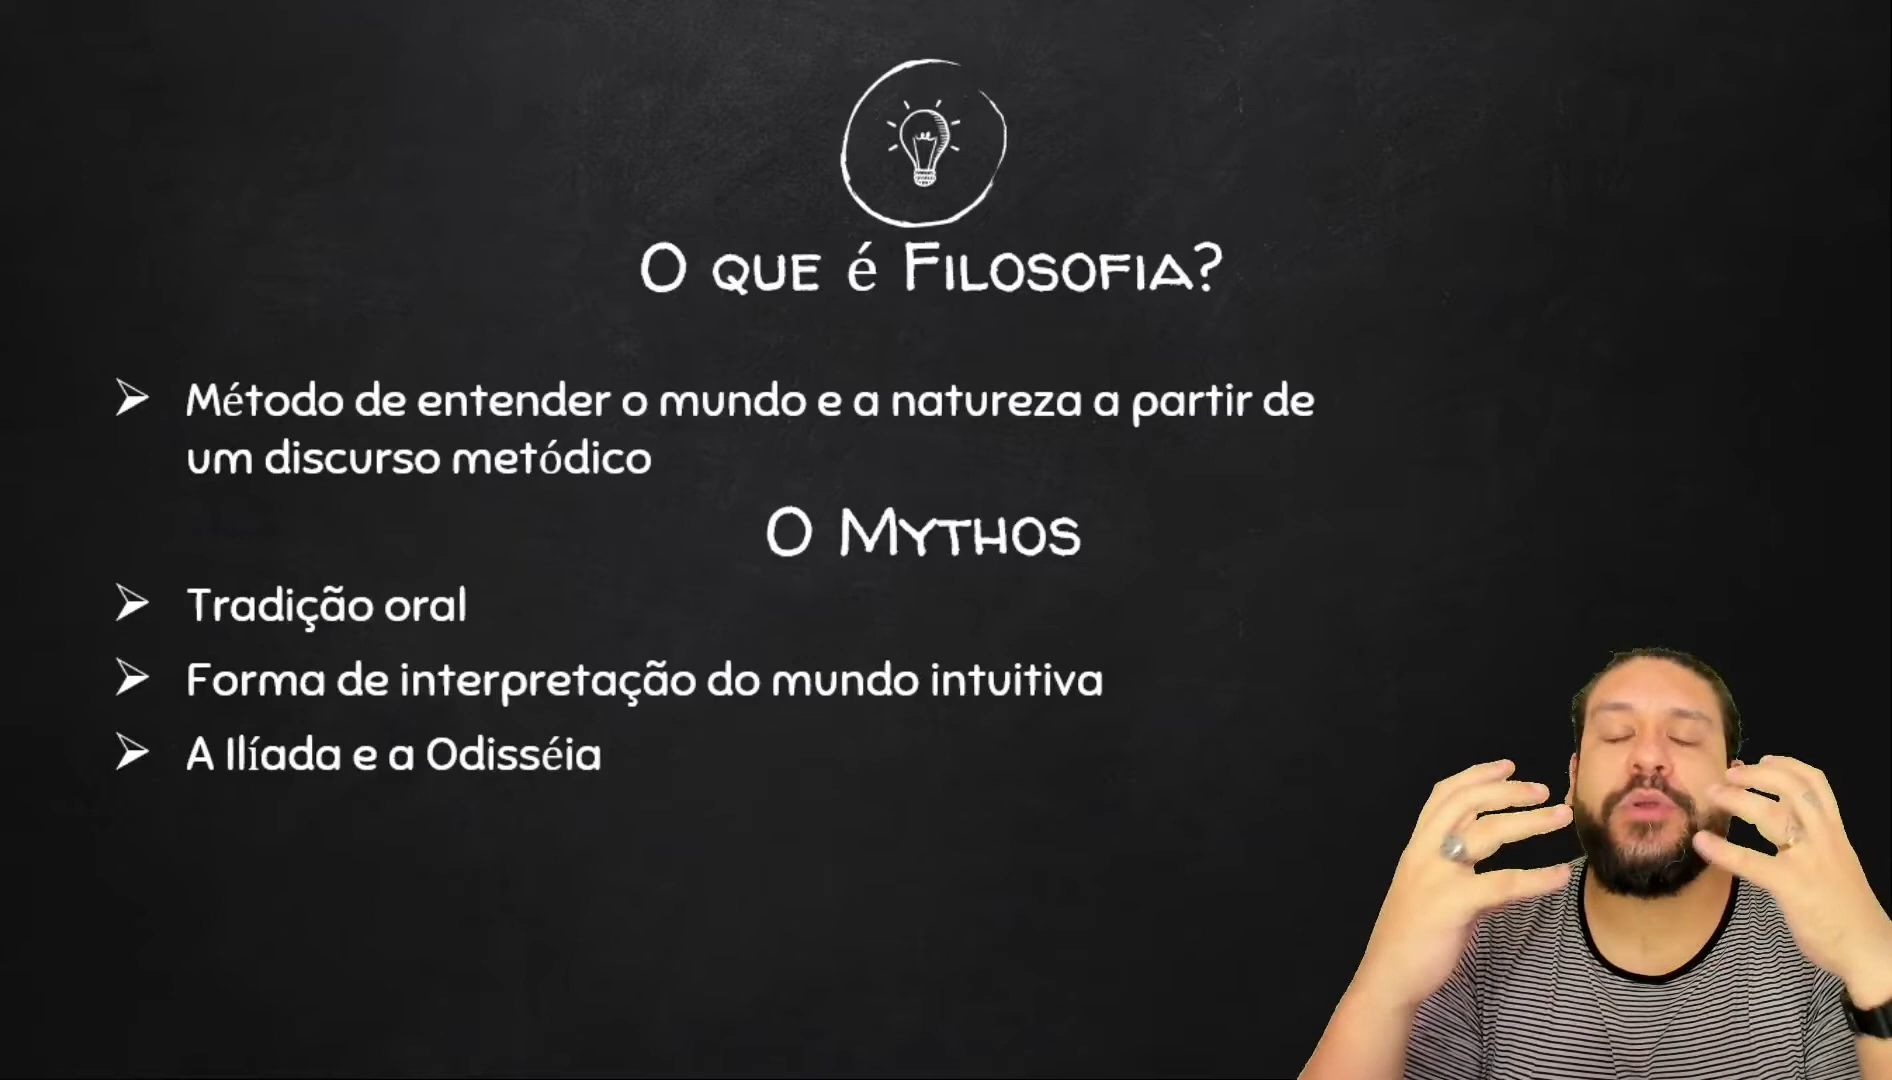 O que é Filosofia?
Método de entender o mundo e a natureza a partir de
um discurso metódico
O Mythos
Tradição oral
Forma de interpretação do mundo intuitiva
A Ilíada e a Odisséia